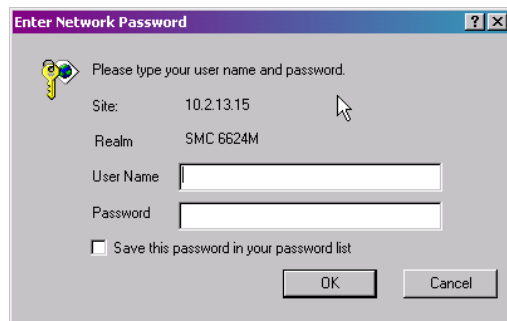 Enter Network Password
Please type your user name and password.
Site: 10.2.13.15
Realm SMC 6624M
User Name
Password
Save this password in your password list
OK Cancel